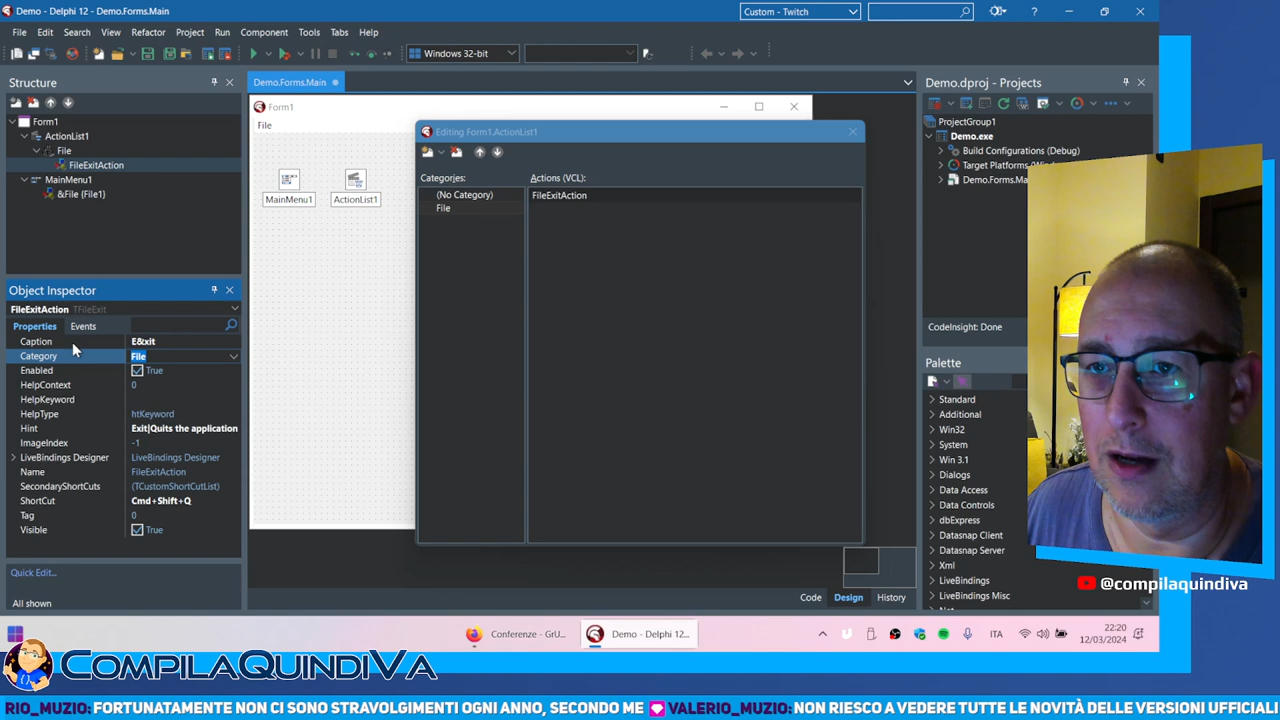 Demo - Delphi 12 - Demo.Forms.Main
Custom - Twitch
File Edit Search View Refactor Project Run Component Tools Tabs Help
Windows 32-bit
Structure
Form1
ActionList1
File
FileExitAction
MainMenu1
&File (File1)
Object Inspector
FileExitAction TFileExit
Properties Events
Caption E&xit
Category File
Enabled True
HelpContext 0
HelpKeyword
HelpType htKeyword
Hint Exit|Quits the application
ImageIndex -1
LiveBindings Designer LiveBindings Designer
Name FileExitAction
SecondaryShortCuts (TCustomShortCutList)
ShortCut Cmd+Shift+Q
Tag 0
Visible True
Quick Edit...
All shown
Demo.Forms.Main
Form1
File
MainMenu1
ActionList1
Editing Form1.ActionList1
Categories:
(No Category)
File
Actions (VCL):
FileExitAction
Code Design History
Demo.dproj - Projects
ProjectGroup1
Demo.exe
Build Configurations (Debug)
Target Platforms (Win
Demo.Forms.Ma
CodeInsight: Done
Palette
Standard
Additional
Win32
System
Win 3.1
Dialogs
Data Access
Data Controls
dbExpress
Datasnap Client
Datasnap Server
Xml
LiveBindings
LiveBindings Misc
@compilaquindiva
Conferenze - GrU...
Demo - Delphi 12...
ITA
22:20
12/03/2024
CompilaQuindiVa
RIO_MUZIO: FORTUNATAMENTE NON CI SONO STRAVOLGIMENTI OGNI ANNO, SECONDO ME VALERIO_MUZIO: NON RIESCO A VEDERE TUTTE LE NOVITÀ DELLE VERSIONI UFFICIALI